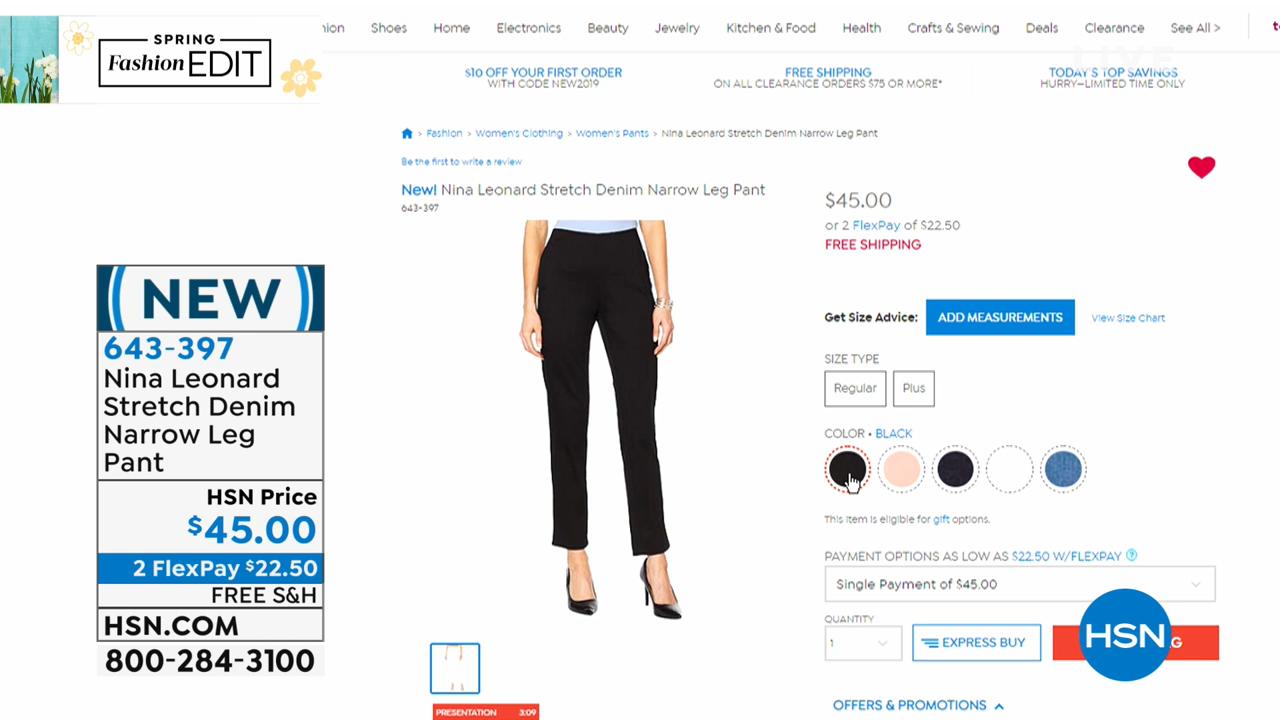 SPRING
Fashion EDIT
Shoes
Home
Electronics
Beauty
Jewelry
Kitchen & Food
Health
Crafts & Sewing
Deals
Clearance
See All >
LIVE
$10 OFF YOUR FIRST ORDER
WITH CODE NEW2019
FREE SHIPPING
ON ALL CLEARANCE ORDERS $75 OR MORE*
TODAY'S TOP SAVINGS
HURRY—LIMITED TIME ONLY
> Fashion > Women's Clothing > Women's Pants > Nina Leonard Stretch Denim Narrow Leg Pant
Be the first to write a review
New! Nina Leonard Stretch Denim Narrow Leg Pant
643-397
$45.00
or 2 FlexPay of $22.50
FREE SHIPPING
Get Size Advice:
ADD MEASUREMENTS
View Size Chart
SIZE TYPE
Regular
Plus
COLOR • BLACK
This item is eligible for gift options.
PAYMENT OPTIONS AS LOW AS $22.50 W/FLEXPAY ?
Single Payment of $45.00
QUANTITY
1
EXPRESS BUY
HSN
OFFERS & PROMOTIONS
PRESENTATION 3:09
NEW
643-397
Nina Leonard
Stretch Denim
Narrow Leg
Pant
HSN Price
$45.00
2 FlexPay $22.50
FREE S&H
HSN.COM
800-284-3100